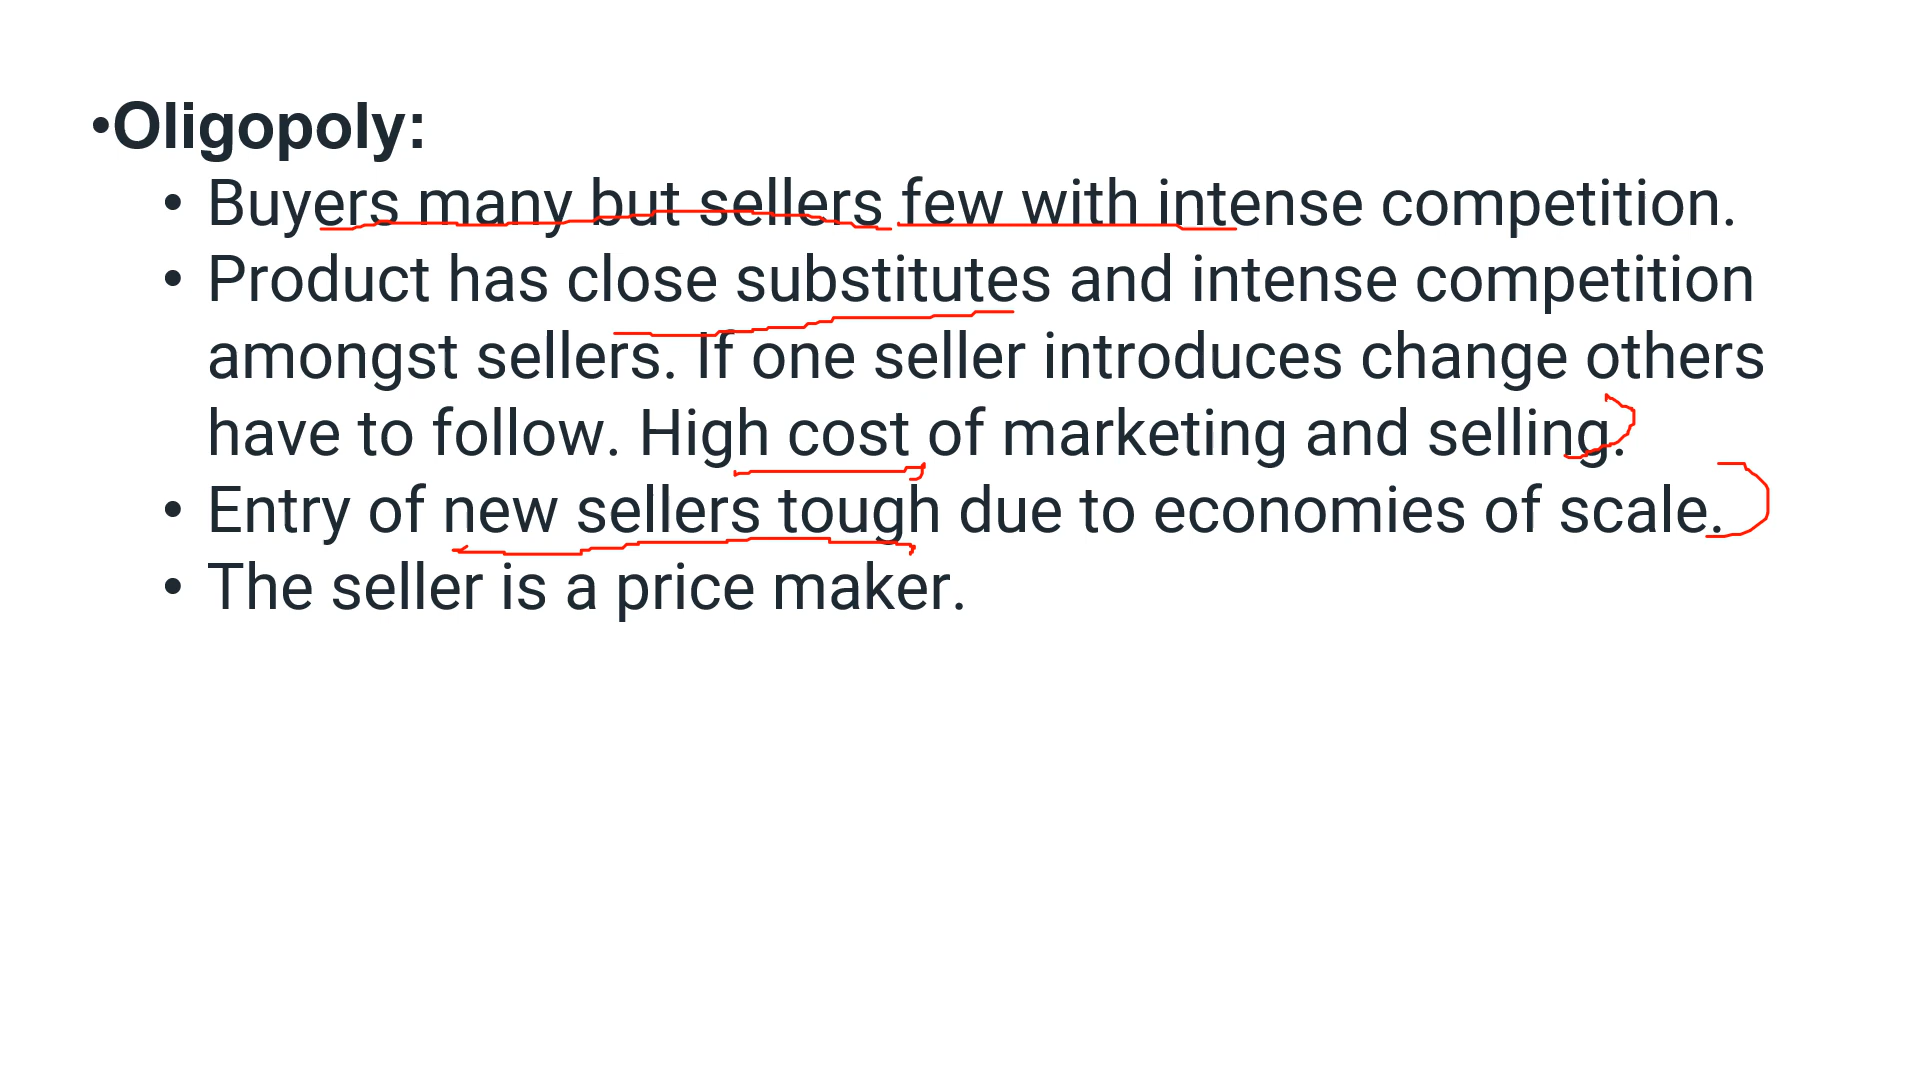 •Oligopoly:
• Buyers many but sellers few with intense competition.
• Product has close substitutes and intense competition
amongst sellers. If one seller introduces change others
have to follow. High cost of marketing and selling.
• Entry of new sellers tough due to economies of scale.
• The seller is a price maker.